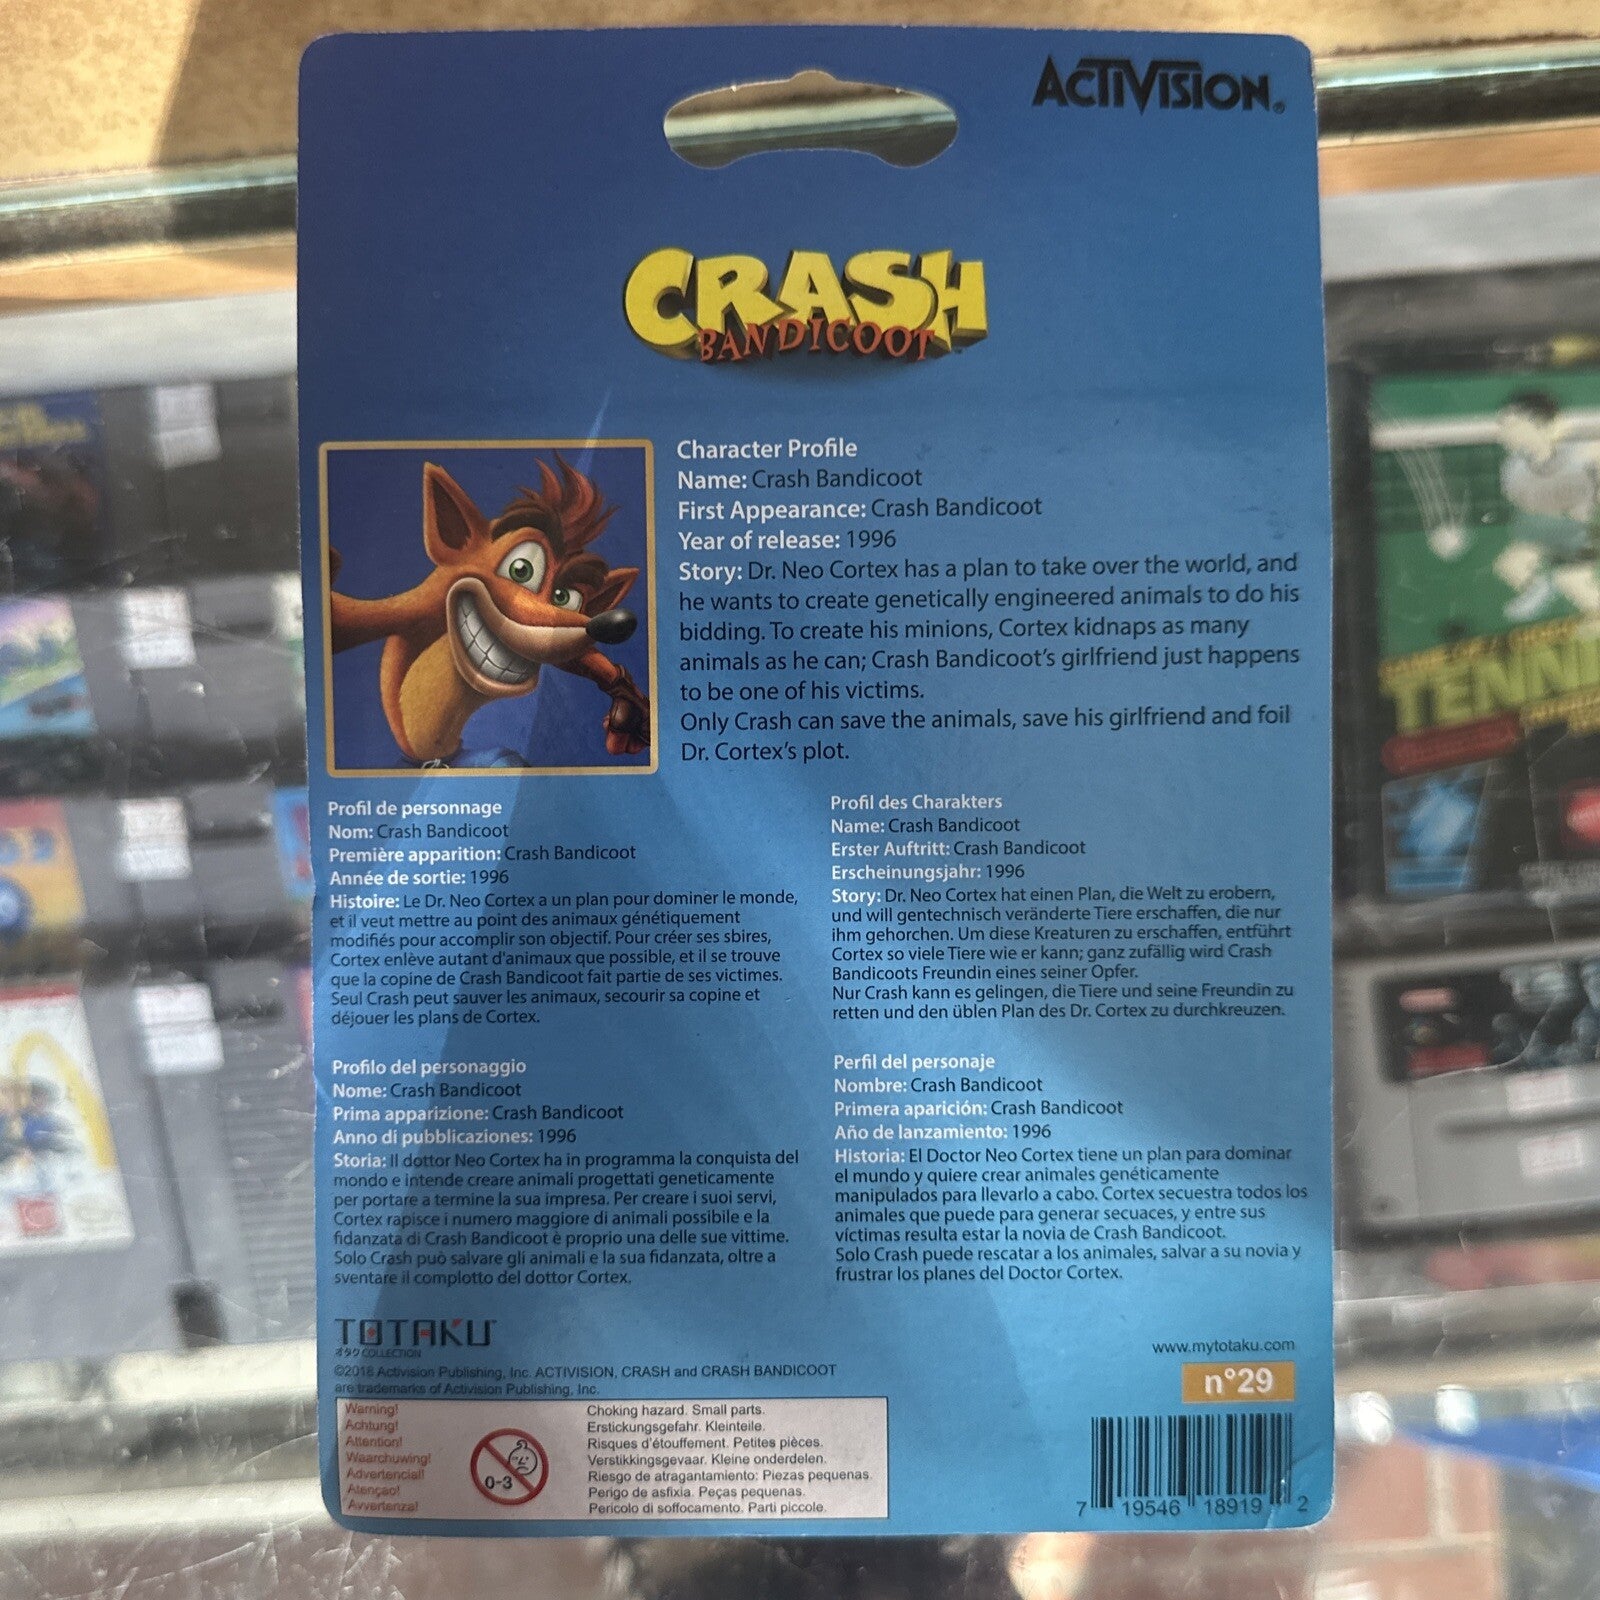 ACTIVISION®
CRASH
BANDICOOT
Character Profile
Name: Crash Bandicoot
First Appearance: Crash Bandicoot
Year of release: 1996
Story: Dr. Neo Cortex has a plan to take over the world, and
he wants to create genetically engineered animals to do his
bidding. To create his minions, Cortex kidnaps as many
animals as he can; Crash Bandicoot's girlfriend just happens
to be one of his victims.
Only Crash can save the animals, save his girlfriend and foil
Dr. Cortex's plot.
Profil de personnage
Nom: Crash Bandicoot
Première apparition: Crash Bandicoot
Année de sortie: 1996
Histoire: Le Dr. Neo Cortex a un plan pour dominer le monde,
et il veut mettre au point des animaux génétiquement
modifiés pour accomplir son objectif. Pour créer ses sbires,
Cortex enlève autant d'animaux que possible, et il se trouve
que la copine de Crash Bandicoot fait partie de ses victimes.
Seul Crash peut sauver les animaux, secourir sa copine et
déjouer les plans de Cortex.
Profil des Charakters
Name: Crash Bandicoot
Erster Auftritt: Crash Bandicoot
Erscheinungsjahr: 1996
Story: Dr. Neo Cortex hat einen Plan, die Welt zu erobern,
und will gentechnisch veränderte Tiere erschaffen, die nur
ihm gehorchen. Um diese Kreaturen zu erschaffen, entführt
Cortex so viele Tiere wie er kann; ganz zufällig wird Crash
Bandicoots Freundin eines seiner Opfer.
Nur Crash kann es gelingen, die Tiere und seine Freundin zu
retten und den üblen Plan des Dr. Cortex zu durchkreuzen.
Profilo del personaggio
Nome: Crash Bandicoot
Prima apparizione: Crash Bandicoot
Anno di pubblicaziones: 1996
Storia: Il dottor Neo Cortex ha in programma la conquista del
mondo e intende creare animali progettati geneticamente
per portare a termine la sua impresa. Per creare i suoi servi,
Cortex rapisce i numero maggiore di animali possibile e la
fidanzata di Crash Bandicoot è proprio una delle sue vittime.
Solo Crash può salvare gli animali e la sua fidanzata, oltre a
sventare il complotto del dottor Cortex.
Perfil del personaje
Nombre: Crash Bandicoot
Primera aparición: Crash Bandicoot
Año de lanzamiento: 1996
Historia: El Doctor Neo Cortex tiene un plan para dominar
el mundo y quiere crear animales genéticamente
manipulados para llevarlo a cabo. Cortex secuestra todos los
animales que puede para generar secuaces, y entre sus
víctimas resulta estar la novia de Crash Bandicoot.
Solo Crash puede rescatar a los animales, salvar a su novia y
frustrar los planes del Doctor Cortex.
TOTAKU
COLLECTION
©2018 Activision Publishing, Inc. ACTIVISION, CRASH and CRASH BANDICOOT
are trademarks of Activision Publishing, Inc.
www.mytotaku.com
n°29
Warning!
Achtung!
Attention!
Waarchuwing!
Advertencial!
Atençao!
Avvertenza!
0-3
Choking hazard. Small parts.
Erstickungsgefahr. Kleinteile.
Risques d'étouffement. Petites pièces.
Verstikkingsgevaar. Kleine onderdelen.
Riesgo de atragantamiento: Piezas pequenas.
Perigo de asfixia. Peças pequenas.
Pericolo di soffocamento. Parti piccole.
7 19546 18919 2
TENNI